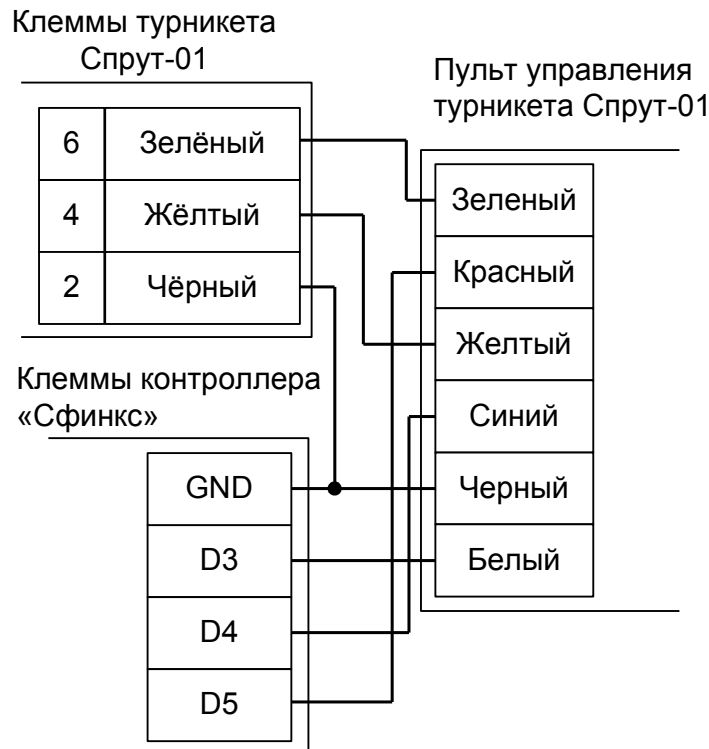 Клеммы турникета
Спрут-01
6 Зелёный
4 Жёлтый
2 Чёрный
Пульт управления
турникета Спрут-01
Зеленый
Красный
Желтый
Синий
Черный
Белый
Клеммы контроллера
«Сфинкс»
GND
D3
D4
D5